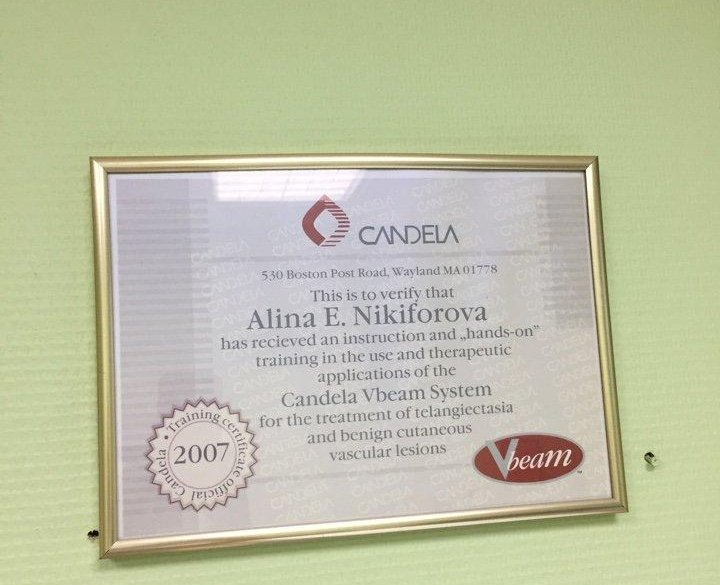 CANDELA
530 Boston Post Road, Wayland MA 01778
This is to verify that
Alina E. Nikiforova
has recieved an instruction and „hands-on”
training in the use and therapeutic
applications of the
Candela Vbeam System
for the treatment of telangiectasia
and benign cutaneous
vascular lesions
Training certificate official Candela •
2007
Vbeam™